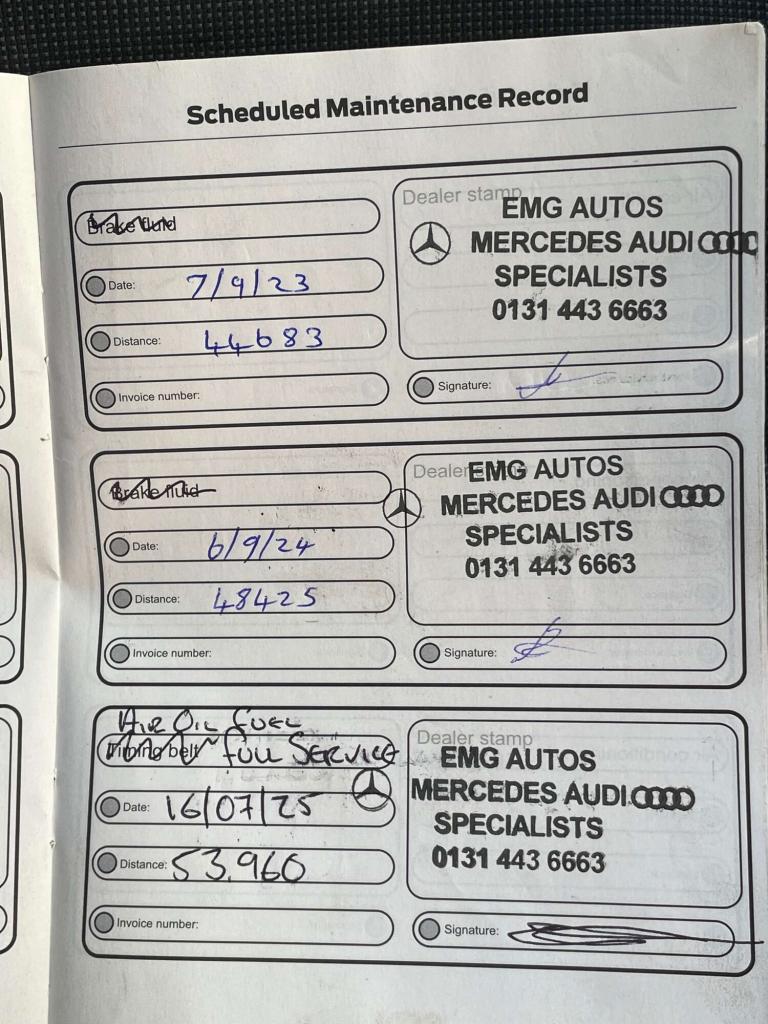 Scheduled Maintenance Record
Brake fluid
Date: 7/9/23
Distance: 44683
Invoice number:
Dealer stamp
EMG AUTOS
MERCEDES AUDI
SPECIALISTS
0131 443 6663
Signature:
Brake fluid
Date: 6/9/24
Distance: 48425
Invoice number:
Dealer
EMG AUTOS
MERCEDES AUDI
SPECIALISTS
0131 443 6663
Signature:
AIR OIL FUEL
Timing belt FULL SERVICE
Date: 16/07/25
Distance: 53,960
Invoice number:
Dealer stamp
EMG AUTOS
MERCEDES AUDI
SPECIALISTS
0131 443 6663
Signature: